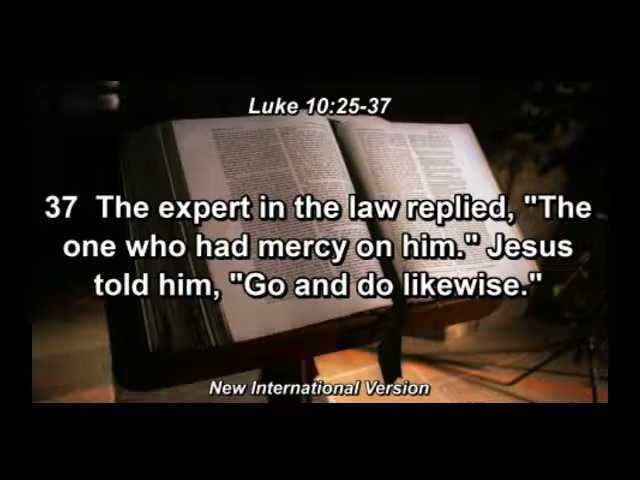 Luke 10:25-37
37 The expert in the law replied, "The
one who had mercy on him." Jesus
told him, "Go and do likewise."
New International Version